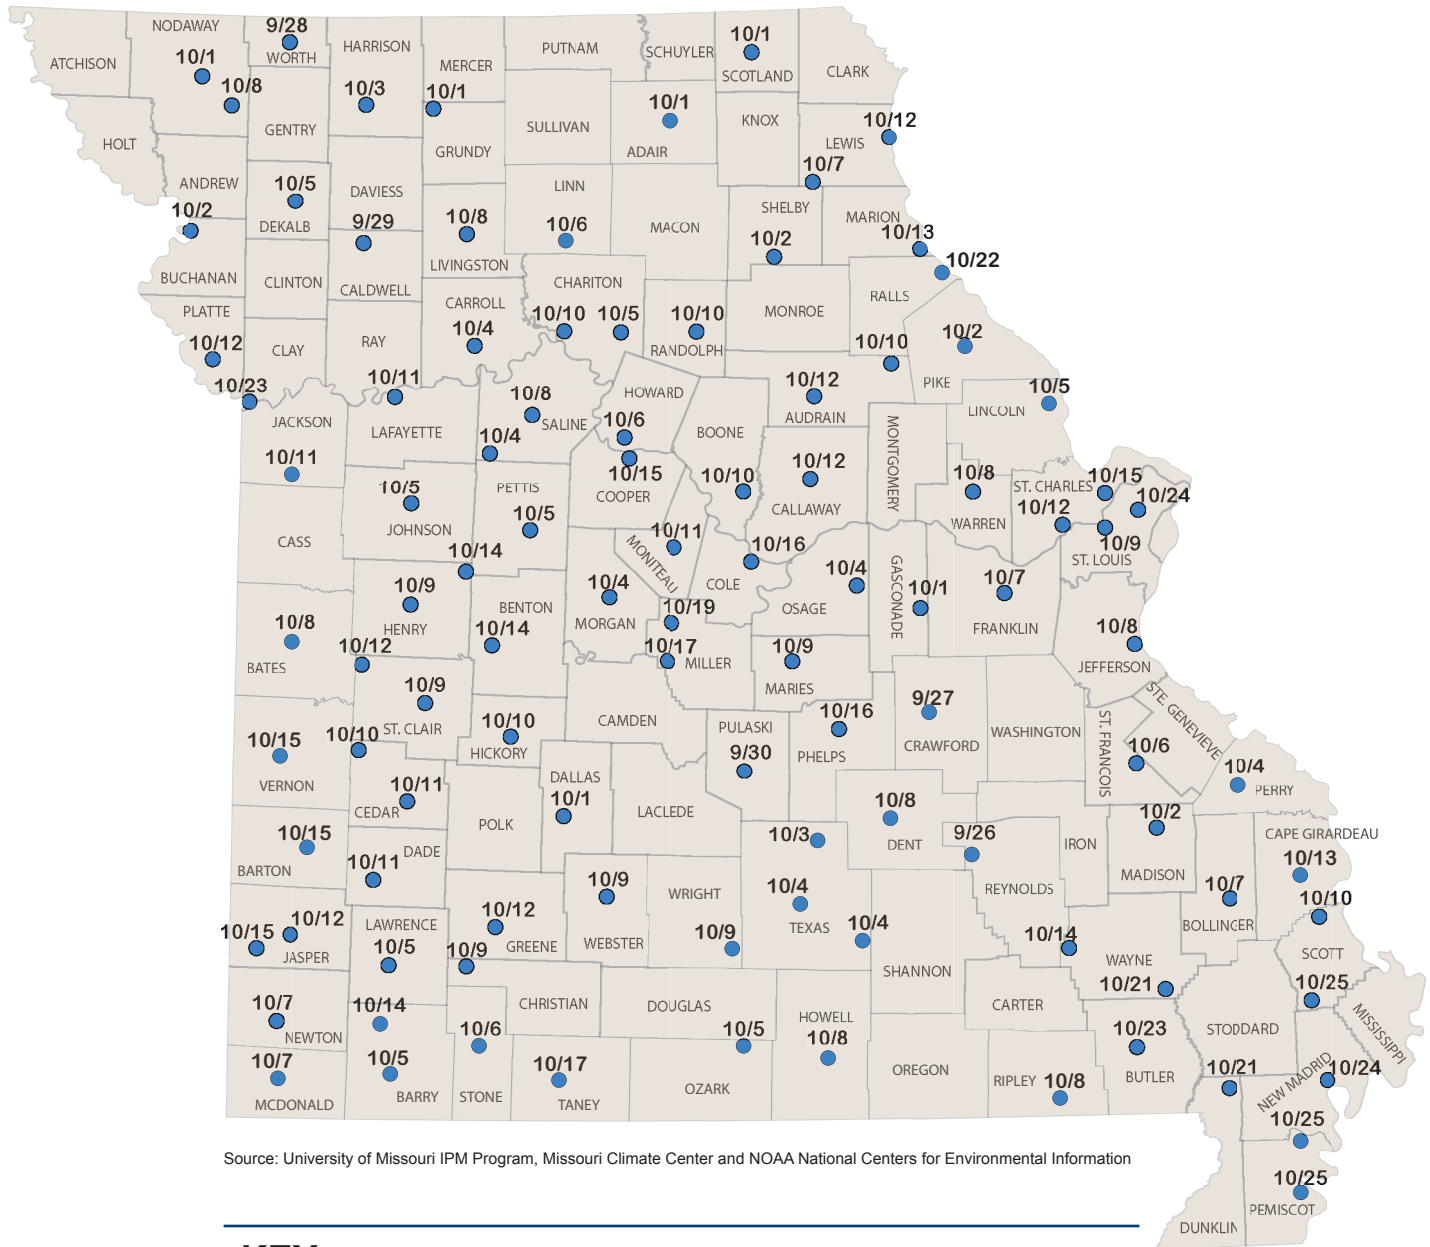 NODAWAY
9/28
WORTH
HARRISON
PUTNAM
SCHUYLER
10/1
SCOTLAND
ATCHISON
10/1
MERCER
CLARK
10/8
10/3
10/1
10/1
HOLT
GENTRY
SULLIVAN
KNOX
10/12
LEWIS
GRUNDY
ADAIR
10/7
ANDREW
10/5
DAVIESS
LINN
SHELBY
MARION
10/2
DEKALB
9/29
10/8
10/6
MACON
10/2
10/13
10/22
BUCHANAN
CLINTON
CALDWELL
LIVINGSTON
CHARITON
RALLS
PLATTE
CARROLL
MONROE
10/12
CLAY
RAY
10/4
10/10
10/5
10/10
RANDOLPH
10/10
10/2
10/23
10/11
10/8
HOWARD
10/12
PIKE
10/5
JACKSON
LAFAYETTE
SALINE
10/6
BOONE
AUDRAIN
LINCOLN
10/11
10/4
10/15
COOPER
10/10
10/12
MONTGOMERY
10/8
ST. CHARLES
10/15
10/24
10/5
PETTIS
10/5
CALLAWAY
WARREN
10/12
10/9
ST. LOUIS
CASS
JOHNSON
10/14
MONITEAU
10/11
COLE
10/16
10/4
GASCONADE
10/1
10/7
10/9
BENTON
10/4
MORGAN
10/19
OSAGE
FRANKLIN
10/8
HENRY
10/12
10/14
10/17
MILLER
10/9
10/8
JEFFERSON
BATES
10/9
MARIES
9/27
STE. GENEVIEVE
ST. CLAIR
10/10
CAMDEN
PULASKI
10/16
CRAWFORD
WASHINGTON
ST. FRANCOIS
10/15
10/10
HICKORY
9/30
PHELPS
10/6
VERNON
10/11
DALLAS
10/4
PERRY
CEDAR
10/1
LACLEDE
10/8
10/2
10/15
POLK
10/3
DENT
9/26
IRON
CAPE GIRARDEAU
BARTON
DADE
10/11
10/9
WRIGHT
10/4
REYNOLDS
MADISON
10/13
10/7
10/12
LAWRENCE
10/12
TEXAS
10/4
10/14
BOLLINGER
10/10
10/15
JASPER
10/5
10/9
GREENE
WEBSTER
10/9
SHANNON
WAYNE
SCOTT
10/7
10/14
CHRISTIAN
DOUGLAS
HOWELL
CARTER
10/21
10/25
NEWTON
10/6
10/5
10/8
10/23
STODDARD
MISSISSIPPI
10/7
10/5
10/17
OZARK
OREGON
RIPLEY
10/8
BUTLER
10/21
NEW MADRID
10/24
MCDONALD
BARRY
STONE
TANEY
10/25
Source: University of Missouri IPM Program, Missouri Climate Center and NOAA National Centers for Environmental Information
10/25
PEMISCOT
DUNKLIN